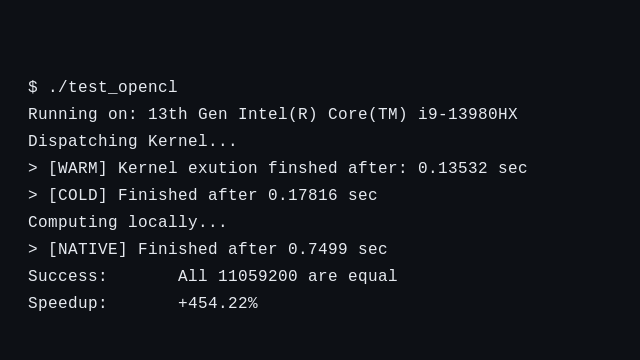 $ ./test_opencl
Running on: 13th Gen Intel(R) Core(TM) i9-13980HX
Dispatching Kernel...
> [WARM] Kernel exution finshed after: 0.13532 sec
> [COLD] Finished after 0.17816 sec
Computing locally...
> [NATIVE] Finished after 0.7499 sec
Success:       All 11059200 are equal
Speedup:       +454.22%